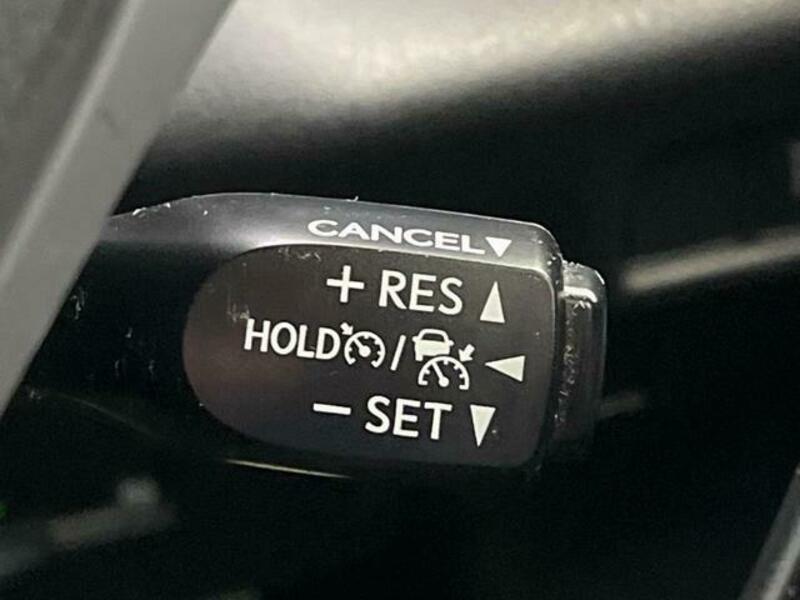 CANCEL▼
+ RES ▲
HOLD / ◀
− SET ▼